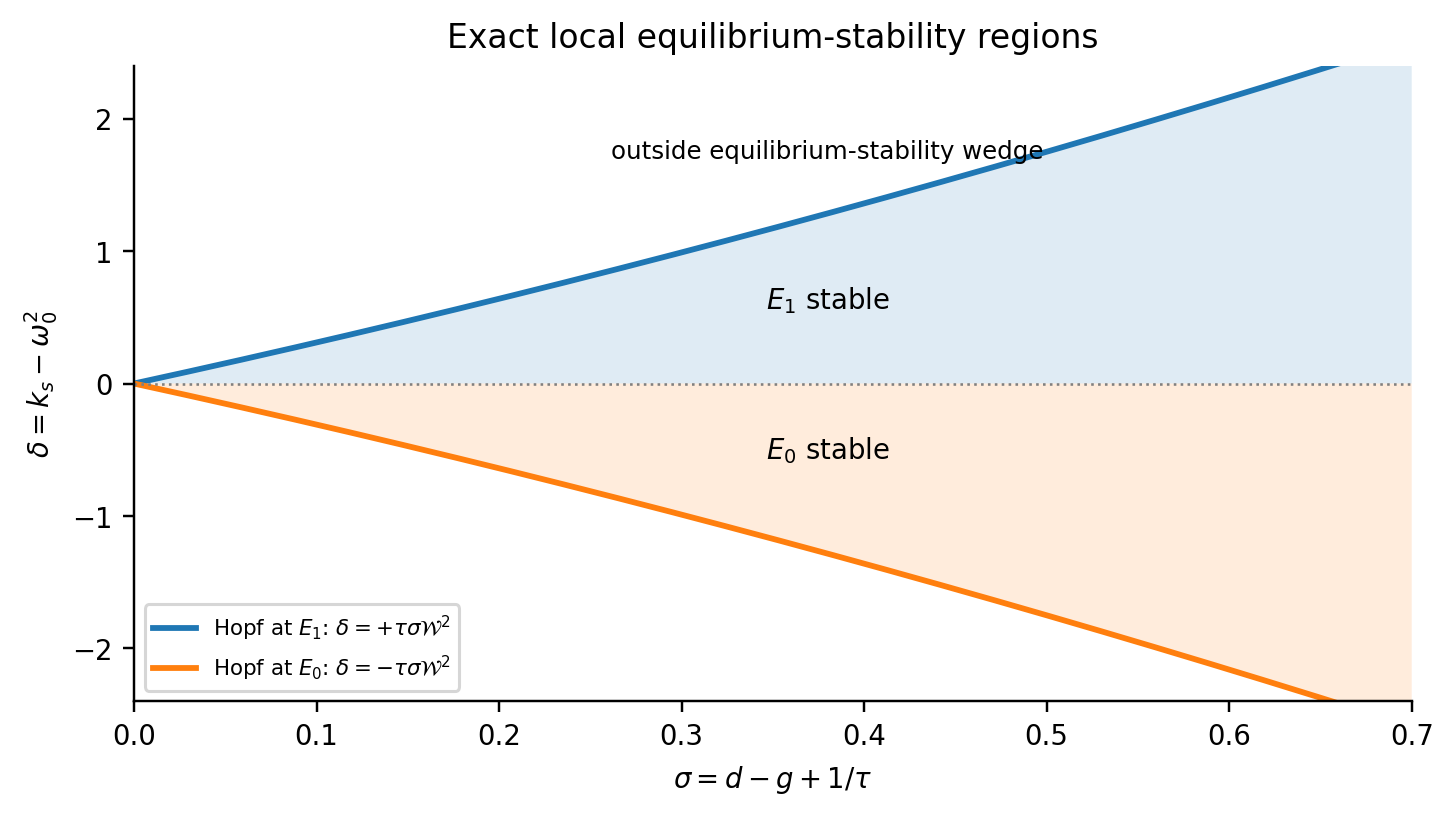 Exact local equilibrium-stability regions
2
outside equilibrium-stability wedge
1
E₁ stable
δ = kₛ − ω₀²
0
E₀ stable
−1
−2
Hopf at E₁: δ = +τσ𝒲²
Hopf at E₀: δ = −τσ𝒲²
0.0 0.1 0.2 0.3 0.4 0.5 0.6 0.7
σ = d − g + 1/τ